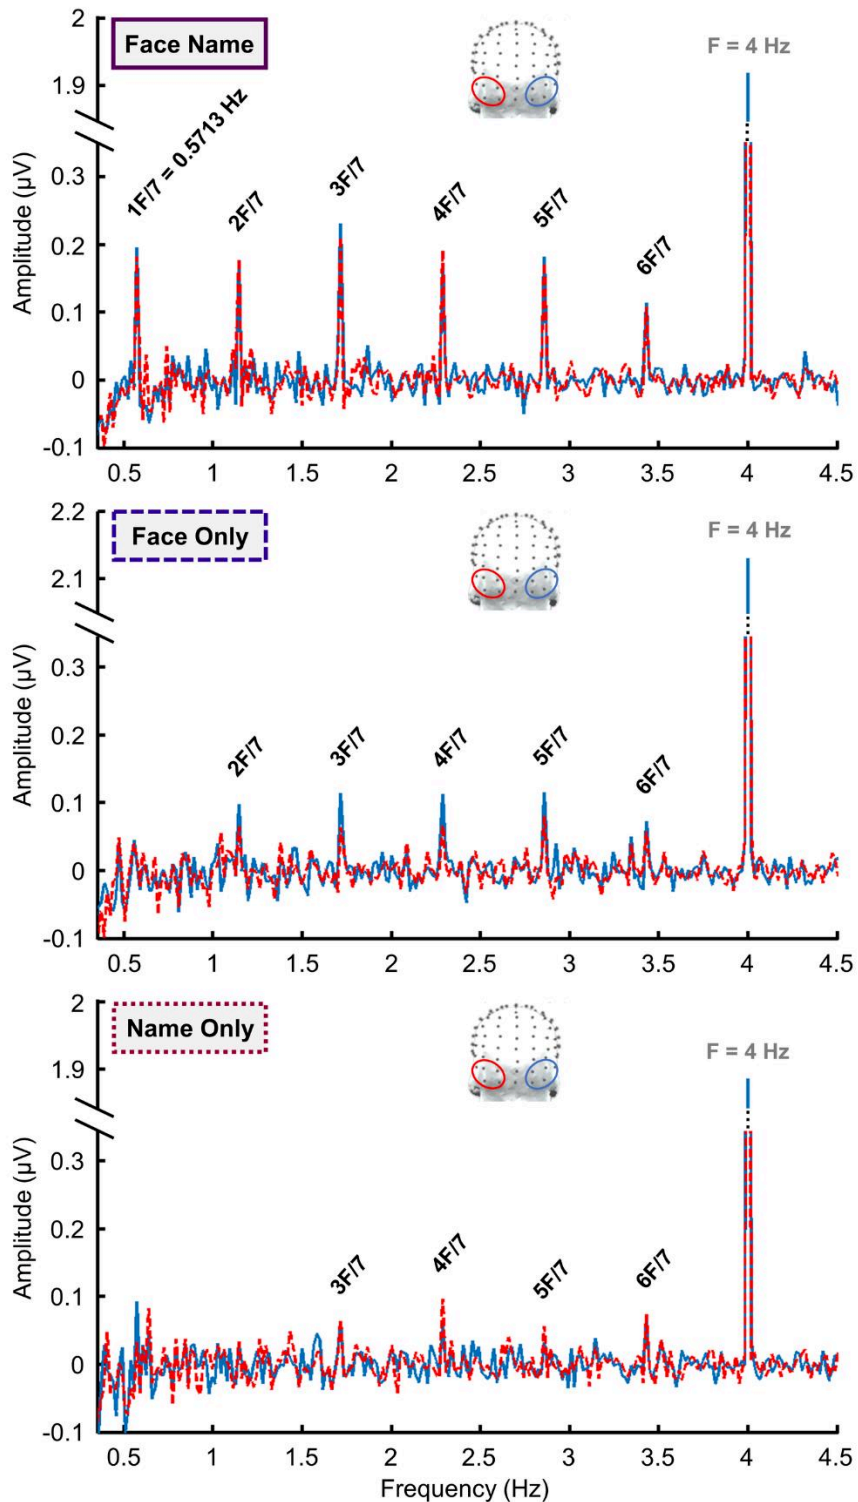 Face Name
F = 4 Hz
2
1.9
0.3
0.2
0.1
0
-0.1
Amplitude (µV)
1F/7 = 0.5713 Hz
2F/7
3F/7
4F/7
5F/7
6F/7
0.5 1 1.5 2 2.5 3 3.5 4 4.5
Face Only
F = 4 Hz
2.2
2.1
0.3
0.2
0.1
0
-0.1
Amplitude (µV)
2F/7
3F/7
4F/7
5F/7
6F/7
0.5 1 1.5 2 2.5 3 3.5 4 4.5
Name Only
F = 4 Hz
2
1.9
0.3
0.2
0.1
0
-0.1
Amplitude (µV)
3F/7
4F/7
5F/7
6F/7
0.5 1 1.5 2 2.5 3 3.5 4 4.5
Frequency (Hz)